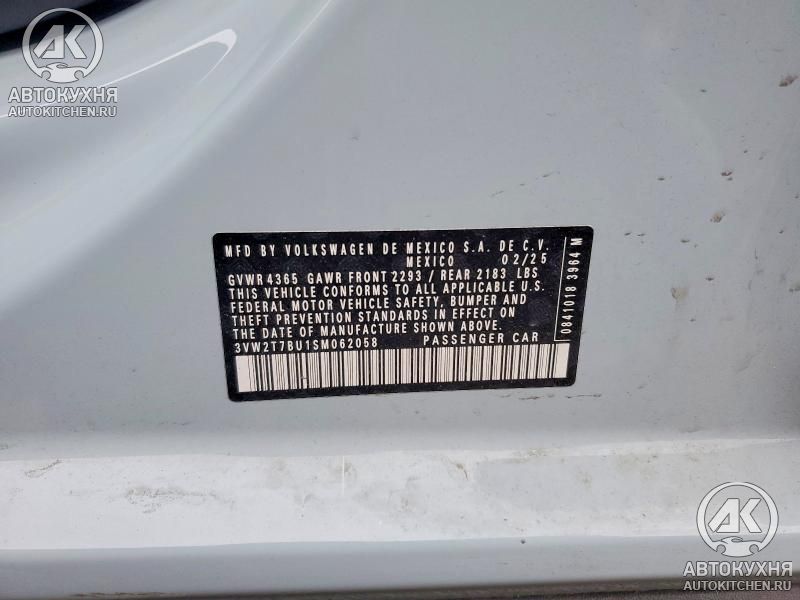 АК
АВТОКУХНЯ
AUTOKITCHEN.RU
MFD BY VOLKSWAGEN DE MEXICO S.A. DE C.V.
MEXICO 02/25
GVWR 4365 GAWR FRONT 2293 / REAR 2183 LBS
THIS VEHICLE CONFORMS TO ALL APPLICABLE U.S.
FEDERAL MOTOR VEHICLE SAFETY, BUMPER AND
THEFT PREVENTION STANDARDS IN EFFECT ON
THE DATE OF MANUFACTURE SHOWN ABOVE.
3VW2T7BU1SM062058 PASSENGER CAR
0841018 3964 M
АК
АВТОКУХНЯ
AUTOKITCHEN.RU